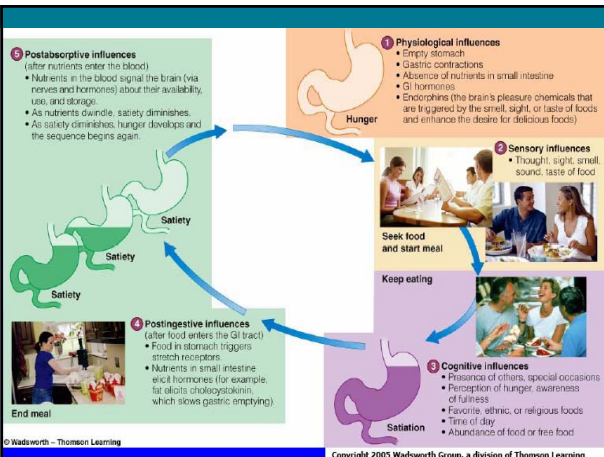 1 Physiological influences
• Empty stomach
• Gastric contractions
• Absence of nutrients in small intestine
• GI hormones
• Endorphins (the brain's pleasure chemicals that
are triggered by the smell, sight, or taste of foods
and enhance the desire for delicious foods)
Hunger
2 Sensory influences
• Thought, sight, smell,
sound, taste of food
Seek food
and start meal
Keep eating
3 Cognitive influences
• Presence of others, special occasions
• Perception of hunger, awareness
of fullness
• Favorite, ethnic, or religious foods
• Time of day
• Abundance of food or free food
Satiation
4 Postingestive influences
(after food enters the GI tract)
• Food in stomach triggers
stretch receptors.
• Nutrients in small intestine
elicit hormones (for example,
fat elicits cholecystokinin,
which slows gastric emptying).
End meal
5 Postabsorptive influences
(after nutrients enter the blood)
• Nutrients in the blood signal the brain (via
nerves and hormones) about their availability,
use, and storage.
• As nutrients dwindle, satiety diminishes.
• As satiety diminishes, hunger develops and
the sequence begins again.
Satiety
Satiety
Satiety
© Wadsworth – Thomson Learning
Copyright 2005 Wadsworth Group, a division of Thomson Learning